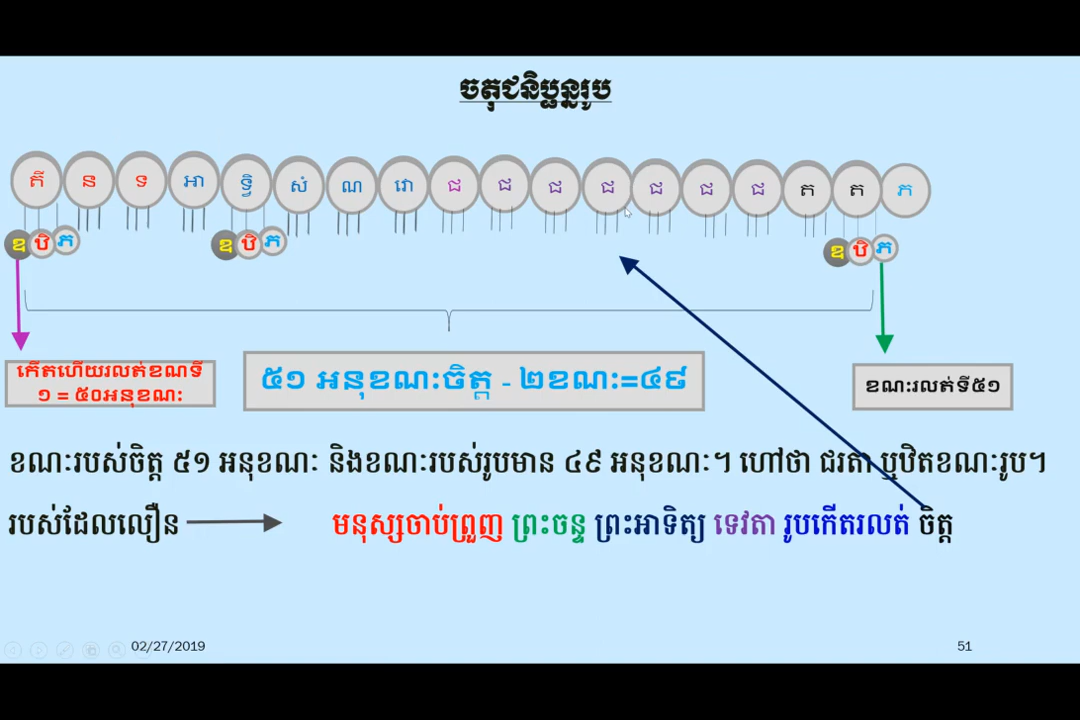 ចតុជនិប្ផន្នរូប
តី ន ទ អា ទ្វិ សំ ណ វោ ជ ជ ជ ជ ជ ជ ជ ត ត ភ
ឧ ឋិ ភ ឧ ឋិ ភ ឧ ឋិ ភ
កើតហើយរលត់ខណទី
១ = ៥០អនុខណៈ
៥១ អនុខណៈចិត្ត - ២ខណៈ=៤៩
ខណៈរលត់ទី៥១
ខណៈរបស់ចិត្ត ៥១ អនុខណៈ និងខណៈរបស់រូបមាន ៤៩ អនុខណៈ។ ហៅថា ជរតា ឬឋិតខណៈរូប។
របស់ដែលលឿន មនុស្សចាប់ព្រួញ ព្រះចន្ទ ព្រះអាទិត្យ ទេវតា រូបកើតរលត់ ចិត្ត
02/27/2019 51